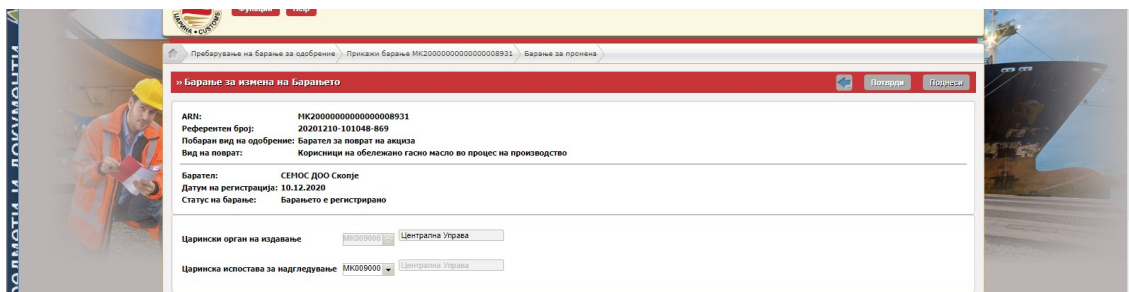 Функции Help
ЦАРИНА • CUSTOMS
Пребарување на барање за одобрение Прикажи барање MK20000000000000008931 Барање за промена
» Барање за измена на Барањето Потврди Поднеси
ARN: MK20000000000000008931
Референтен број: 20201210-101048-869
Побаран вид на одобрение: Барател за поврат на акциза
Вид на поврат: Корисници на обележано гасно масло во процес на производство
Барател: СЕМОС ДОО Скопје
Датум на регистрација: 10.12.2020
Статус на барање: Барањето е регистрирано
Царински орган на издавање MK009000 Централна Управа
Царинска испостава за надгледување MK009000 Централна Управа